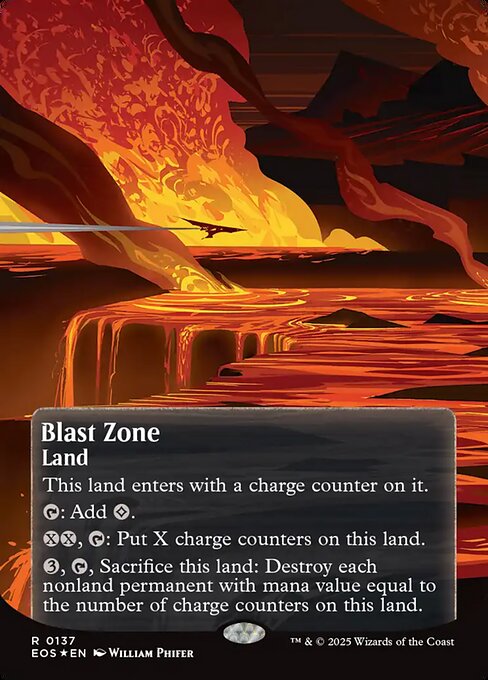 Blast Zone
Land
This land enters with a charge counter on it.
: Add .
XX, : Put X charge counters on this land.
3, , Sacrifice this land: Destroy each
nonland permanent with mana value equal to
the number of charge counters on this land.
R 0137
EOS★EN WILLIAM PHIFER
™ & © 2025 Wizards of the Coast